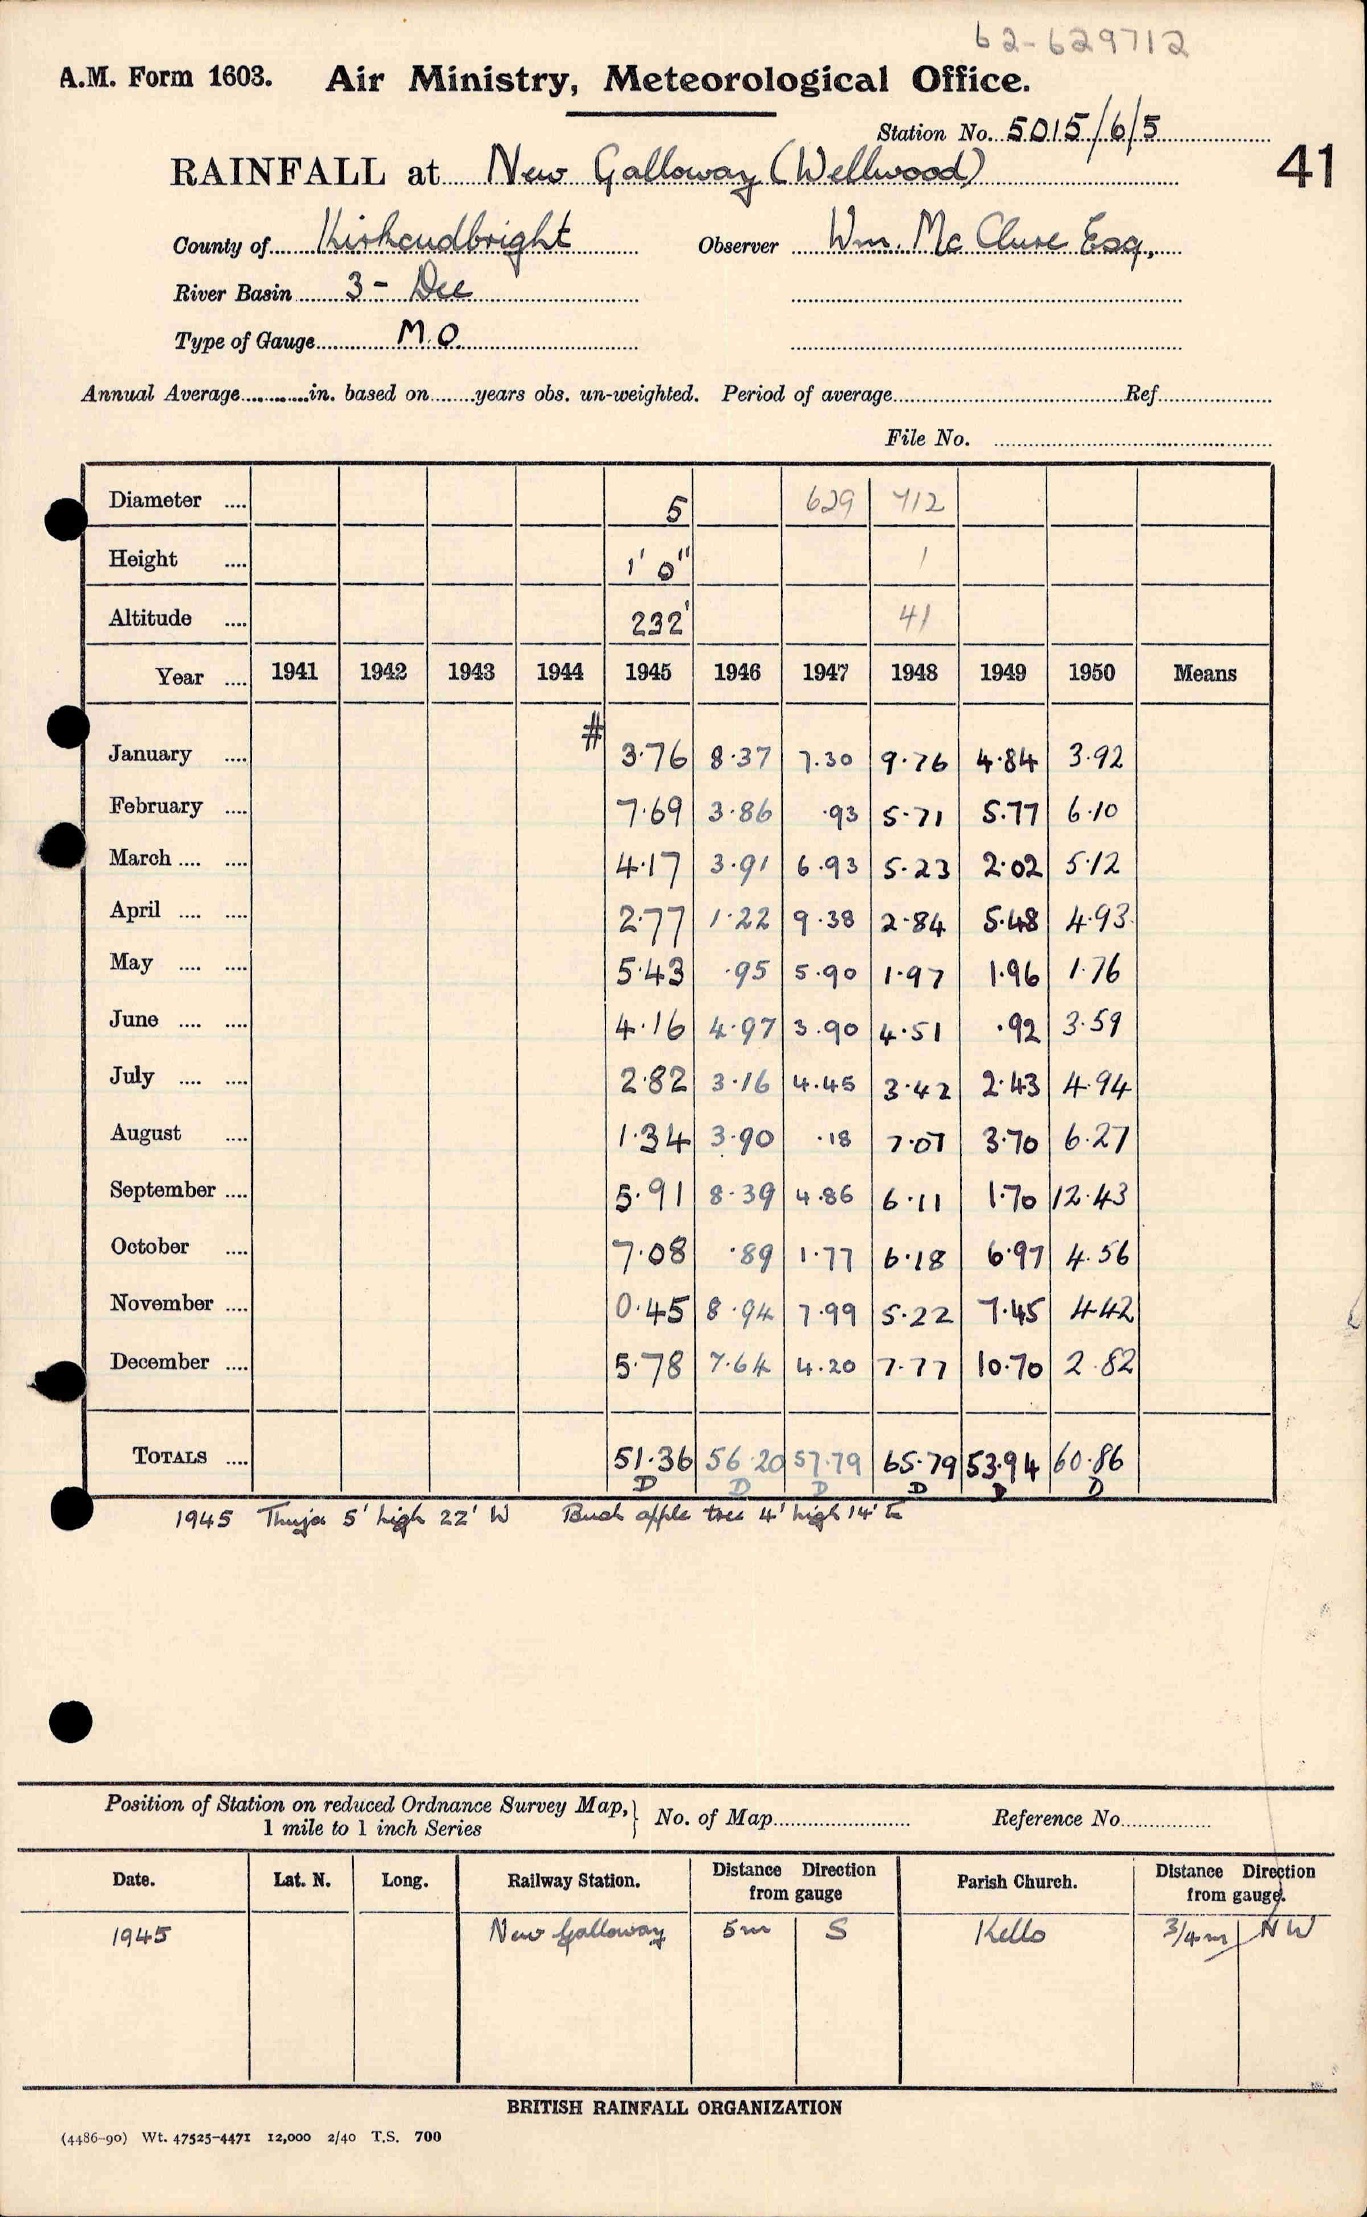 62-629712
A.M. Form 1603. Air Ministry, Meteorological Office.
Station No. 5015/6/5
RAINFALL at New Galloway (Wellwood) 41
County of Kirkcudbright Observer Wm. Mc Clure Esq.,
River Basin 3 - Dee
Type of Gauge M.O.
Annual Average in. based on years obs. un-weighted. Period of average Ref
File No.
Diameter .... 5 629 712
Height .... 1' 0" 1
Altitude .... 232' 41
Year .... 1941 1942 1943 1944 1945 1946 1947 1948 1949 1950 Means
#
January .... 3.76 8.37 7.30 9.76 4.84 3.92
February .... 7.69 3.86 .93 5.71 5.77 6.10
March .... .... 4.17 3.91 6.93 5.23 2.02 5.12
April .... .... 2.77 1.22 9.38 2.84 5.48 4.93
May .... .... 5.43 .95 5.90 1.97 1.96 1.76
June .... .... 4.16 4.97 3.90 4.51 .92 3.59
July .... .... 2.82 3.16 4.45 3.42 2.43 4.94
August .... 1.34 3.90 .18 7.07 3.70 6.27
September .... 5.91 8.39 4.86 6.11 1.70 12.43
October .... 7.08 .89 1.77 6.18 6.97 4.56
November .... 0.45 8.94 7.99 5.22 7.45 4.42
December .... 5.78 7.64 4.20 7.77 10.70 2.82
TOTALS .... 51.36 56.20 57.79 65.79 53.94 60.86
D D D D D D
1945 Thuja 5' high 22' W Bush apple tree 4' high 14' E
Position of Station on reduced Ordnance Survey Map, } No. of Map Reference No
1 mile to 1 inch Series
Date. Lat. N. Long. Railway Station. Distance Direction from gauge Parish Church. Distance Direction from gauge.
1945 New Galloway 5m S Kells 3/4m NW
BRITISH RAINFALL ORGANIZATION
(4486-90) Wt. 47525-4471 12,000 2/40 T.S. 700